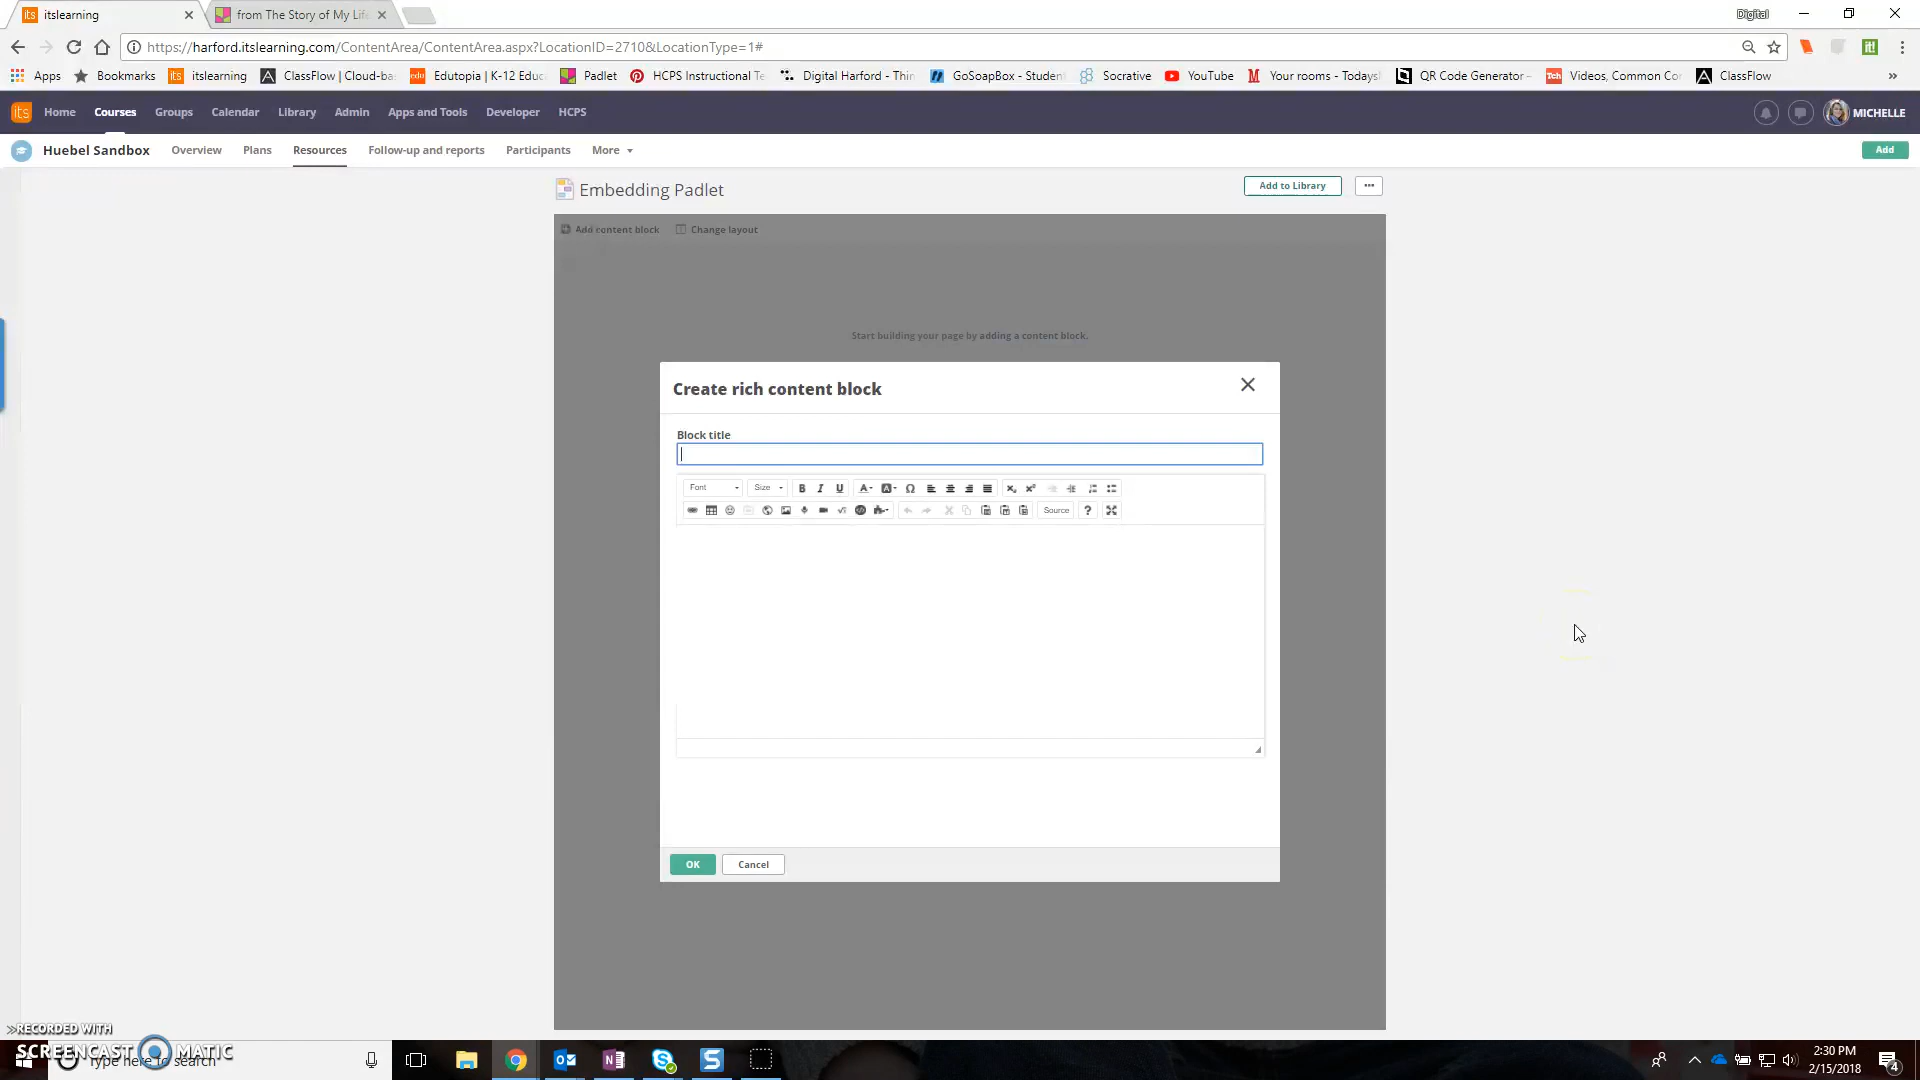 itslearning
from The Story of My Life
Digital
https://harford.itslearning.com/ContentArea/ContentArea.aspx?LocationID=2710&LocationType=1#
Apps Bookmarks itslearning ClassFlow | Cloud-ba Edutopia | K-12 Educ Padlet HCPS Instructional Te Digital Harford - Thin GoSoapBox - Student Socrative YouTube Your rooms - Todays QR Code Generator - Videos, Common Cor ClassFlow »
its Home Courses Groups Calendar Library Admin Apps and Tools Developer HCPS MICHELLE
Huebel Sandbox Overview Plans Resources Follow-up and reports Participants More Add
Embedding Padlet Add to Library ...
Add content block Change layout
Start building your page by adding a content block.
Create rich content block
Block title
Font Size B I U
Source ?
OK Cancel
RECORDED WITH
SCREENCAST MATIC
Type here to search
2:30 PM
2/15/2018
4